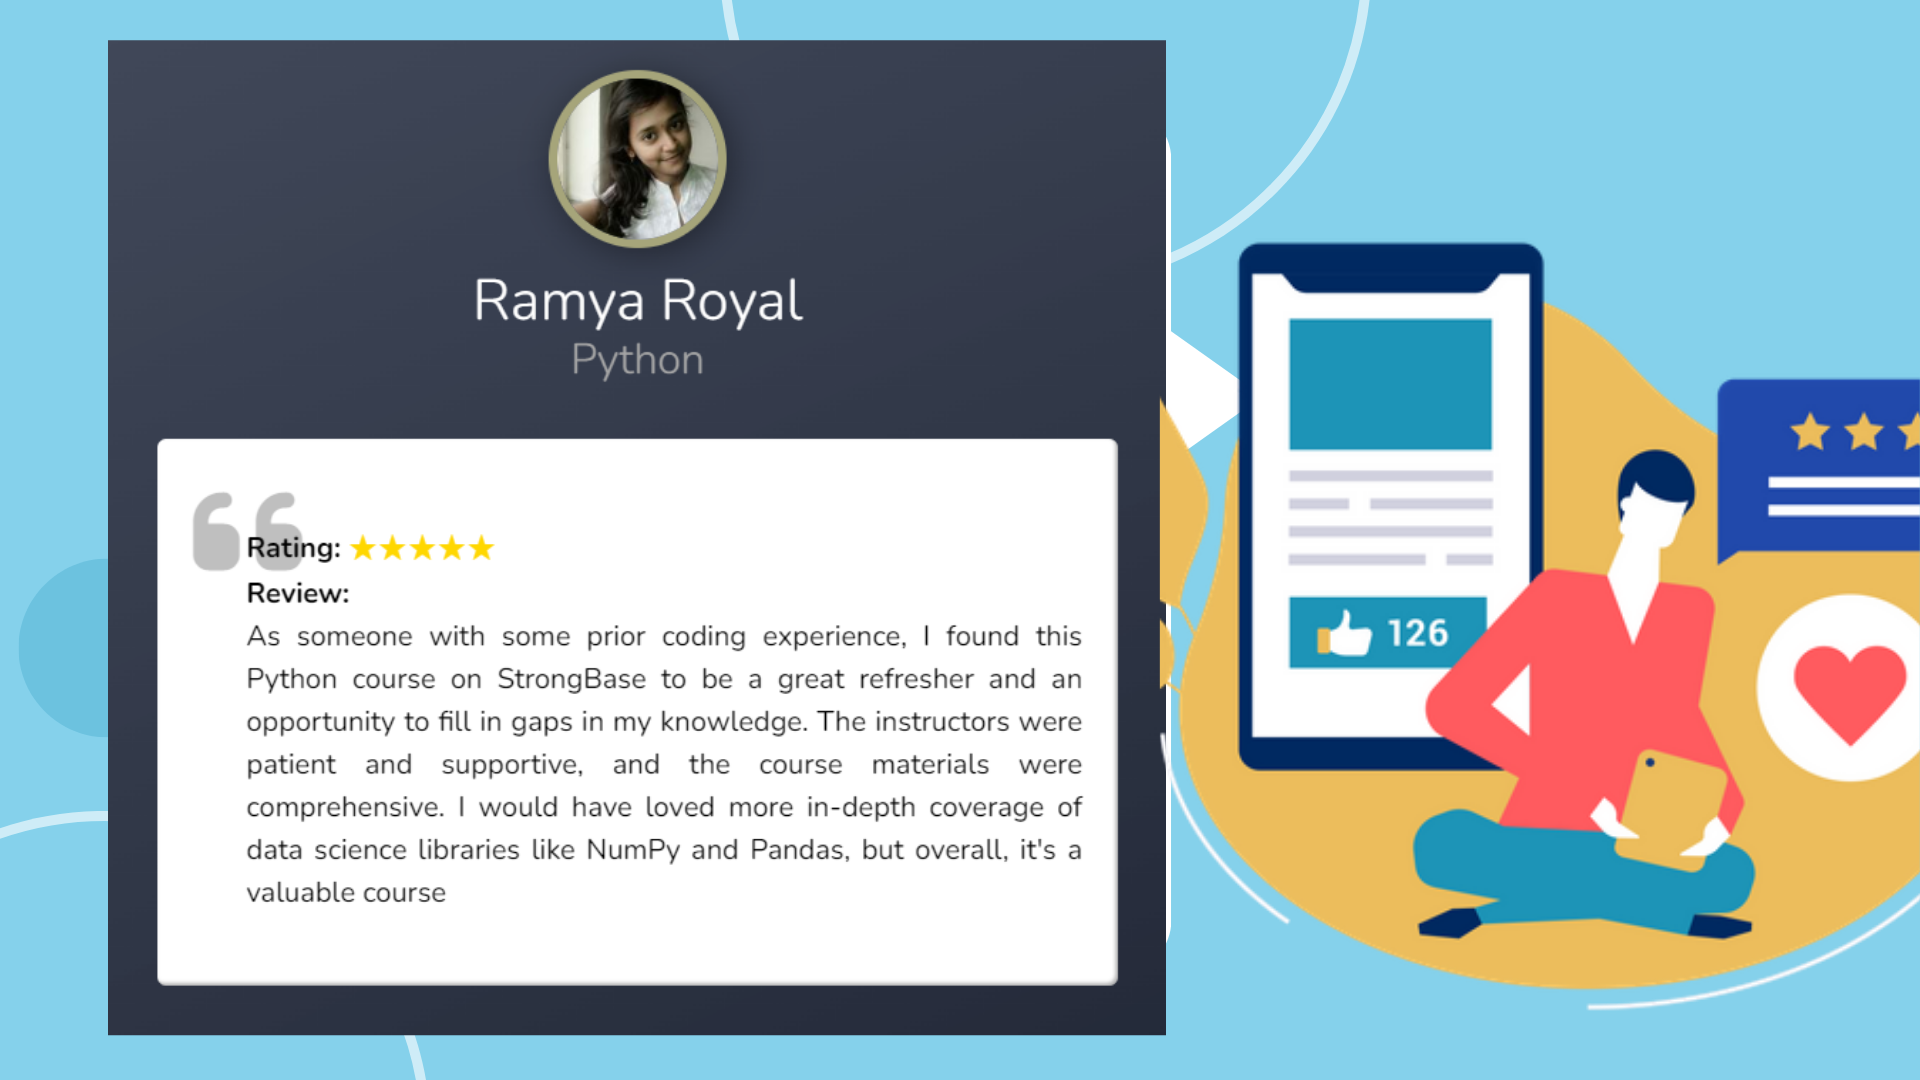 Ramya Royal
Python
Rating: ★★★★★
Review:
As someone with some prior coding experience, I found this
Python course on StrongBase to be a great refresher and an
opportunity to fill in gaps in my knowledge. The instructors were
patient and supportive, and the course materials were
comprehensive. I would have loved more in-depth coverage of
data science libraries like NumPy and Pandas, but overall, it's a
valuable course
126